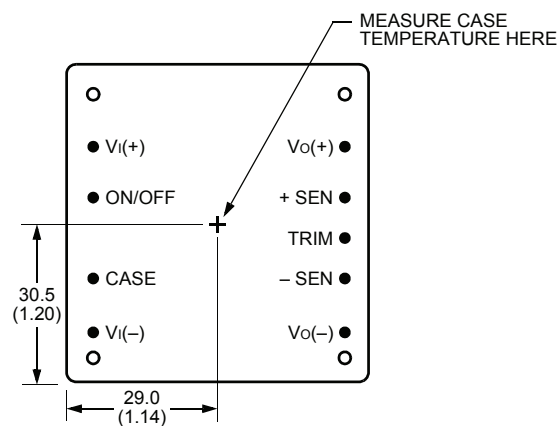 MEASURE CASE
TEMPERATURE HERE
VI(+)
VO(+)
ON/OFF
+ SEN
TRIM
CASE
– SEN
30.5
(1.20)
VI(–)
VO(–)
29.0
(1.14)